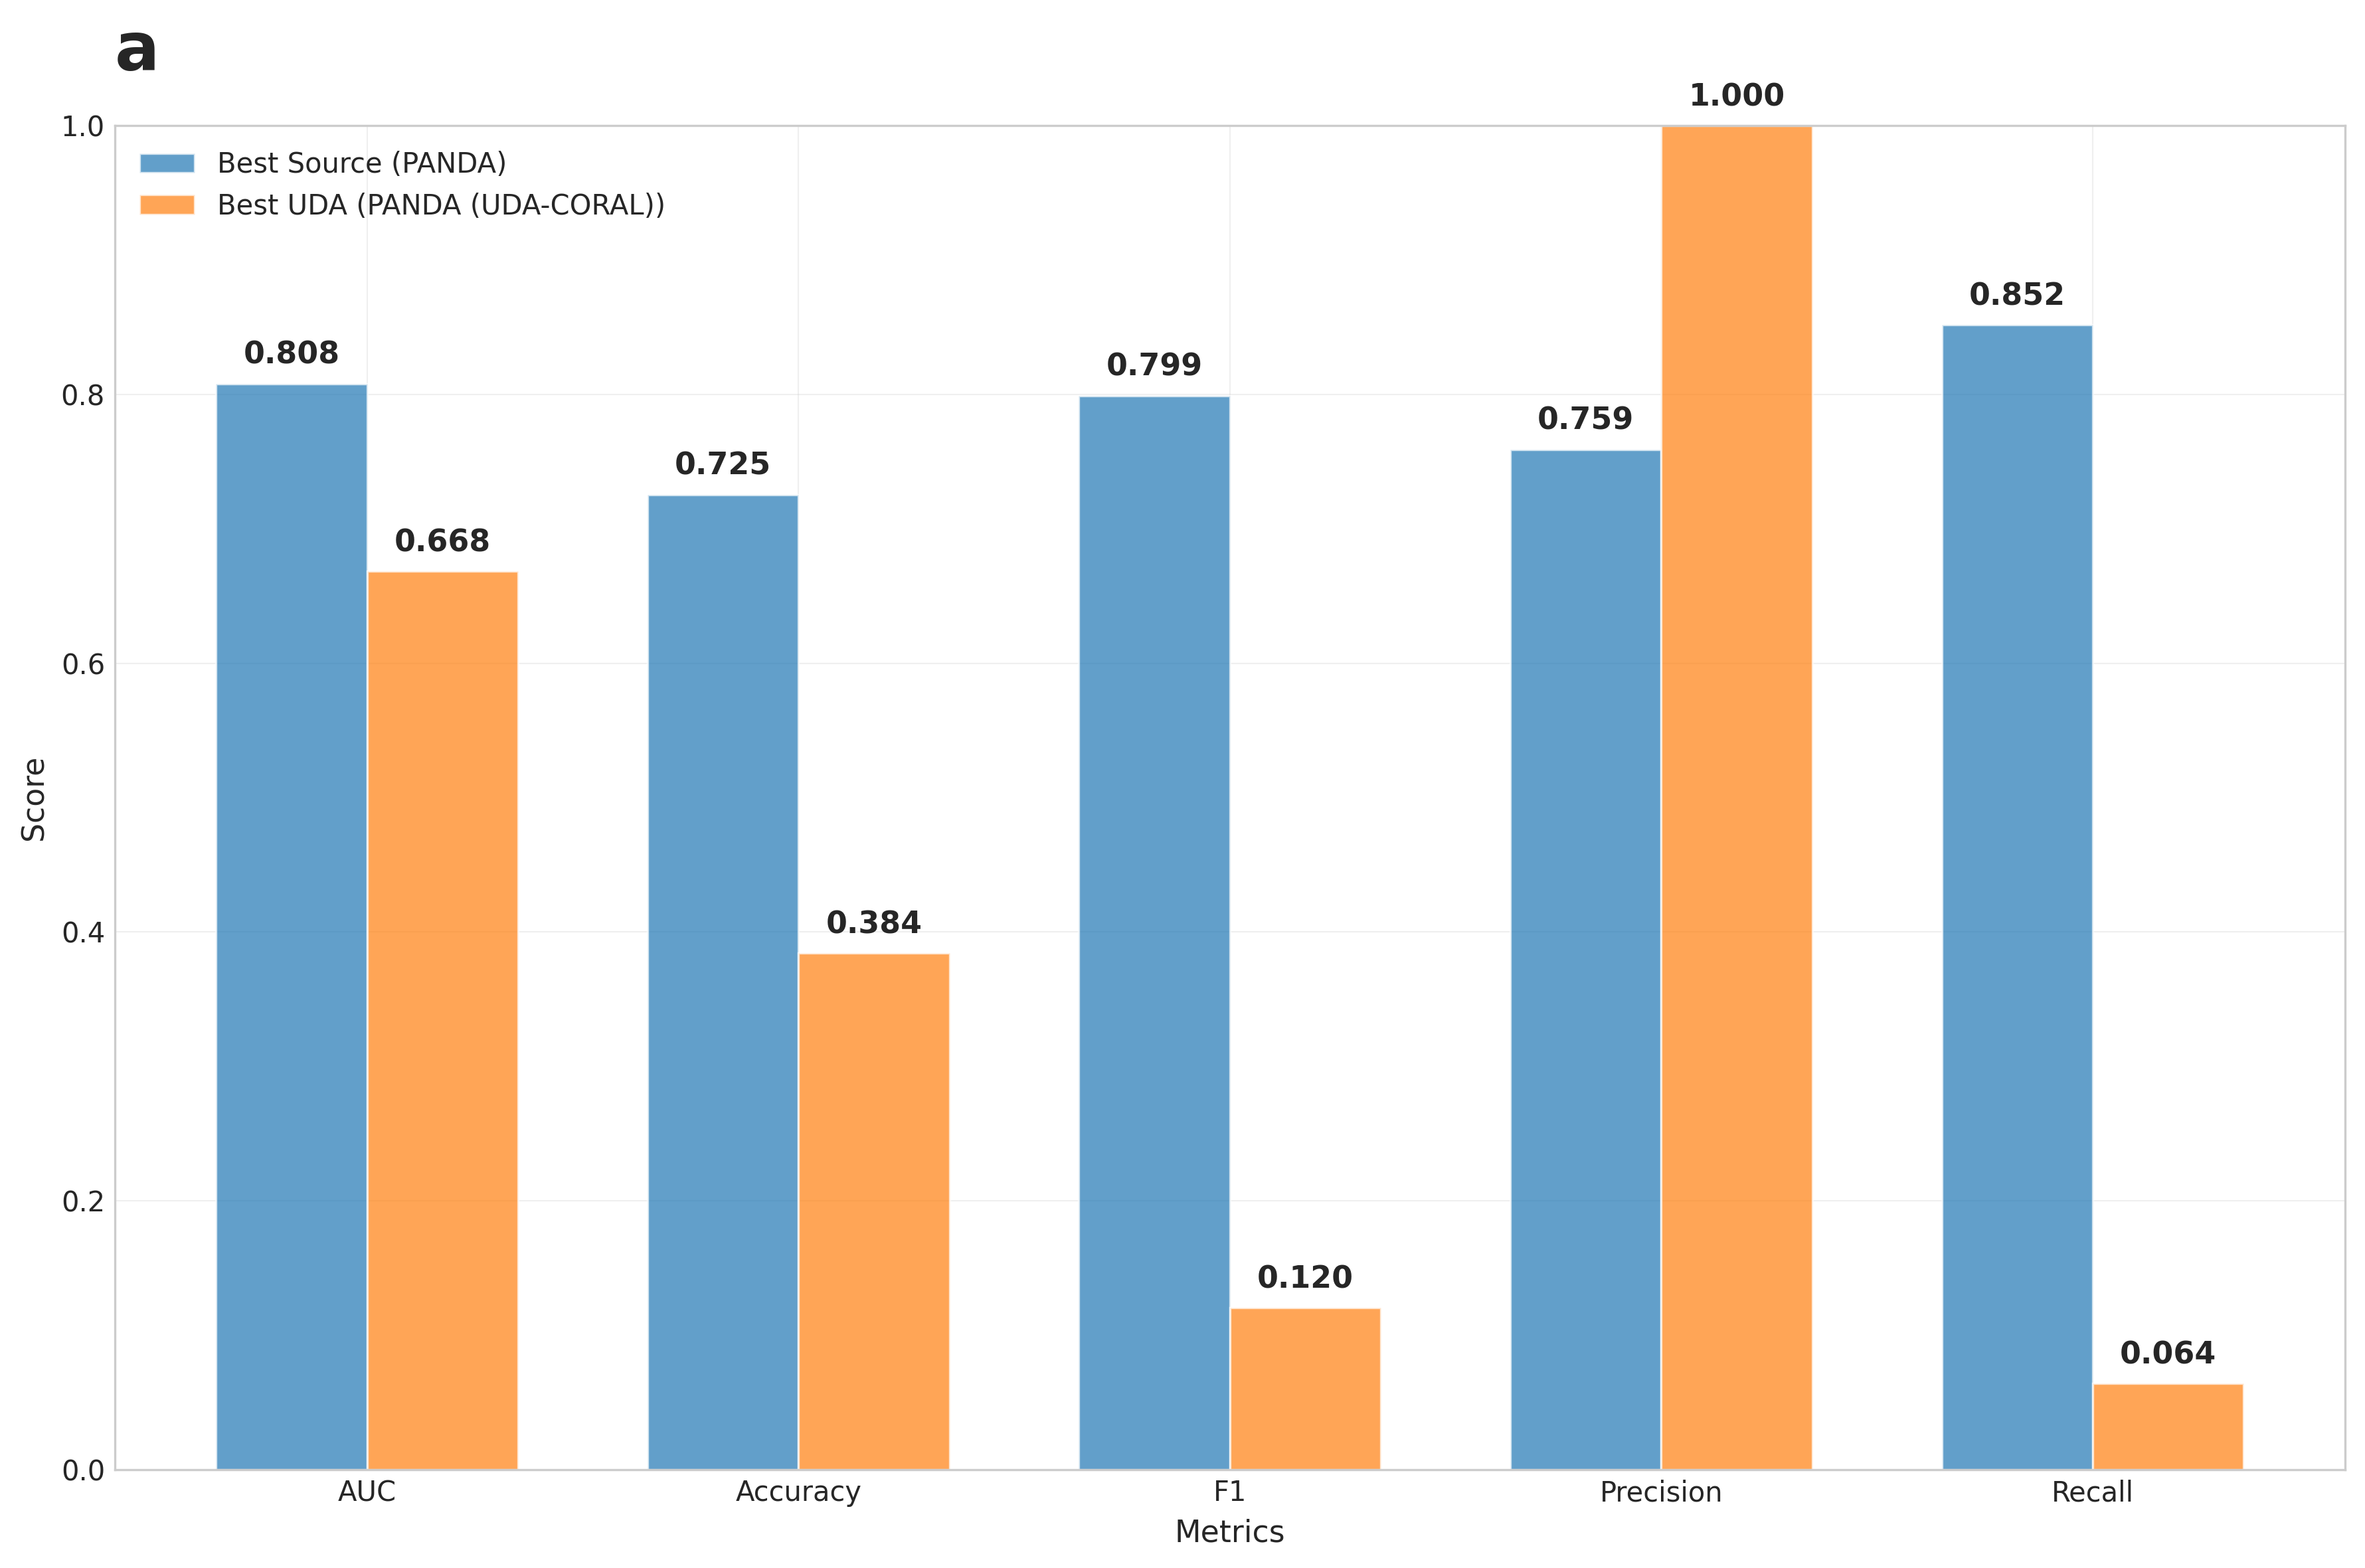 a
1.000
1.0
Best Source (PANDA)
Best UDA (PANDA (UDA-CORAL))
0.852
0.808
0.799
0.8
0.759
0.725
0.668
0.6
Score
0.4
0.384
0.2
0.120
0.064
0.0
AUC Accuracy F1 Precision Recall
Metrics